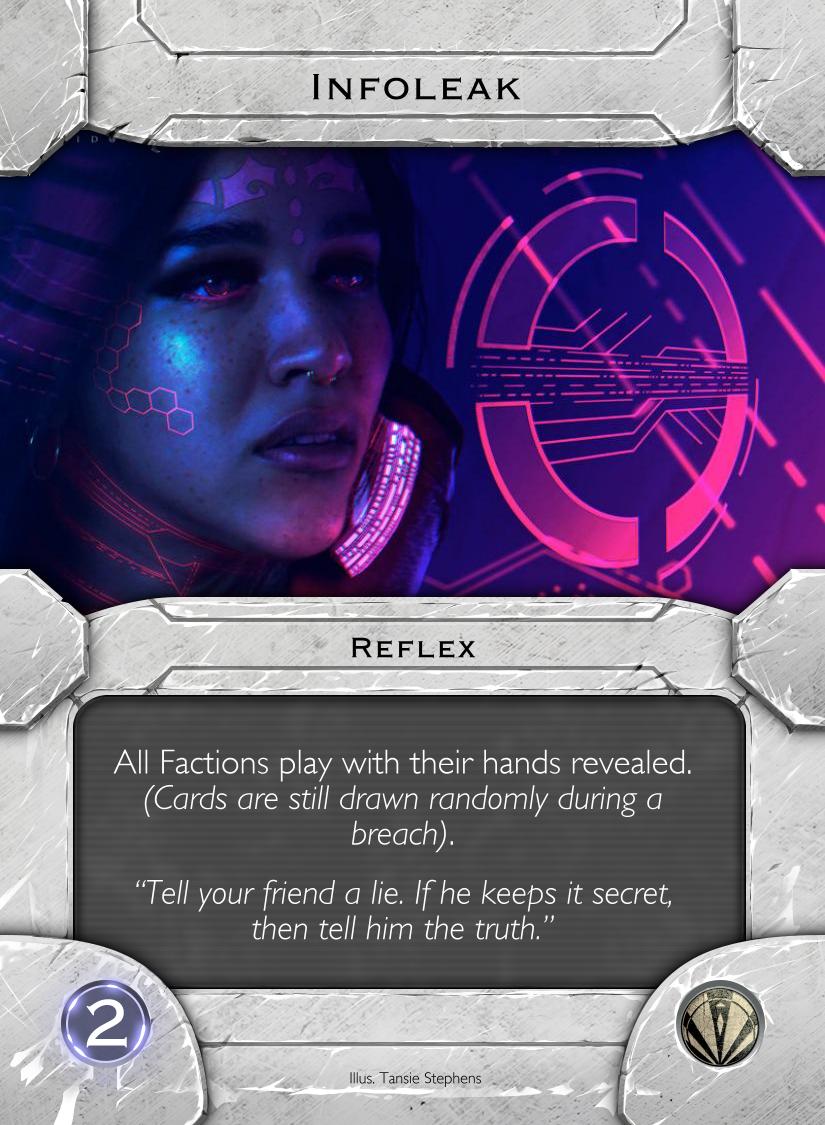 Infoleak
Reflex
All Factions play with their hands revealed.
(Cards are still drawn randomly during a
breach).
“Tell your friend a lie. If he keeps it secret,
then tell him the truth.”
2
Illus. Tansie Stephens